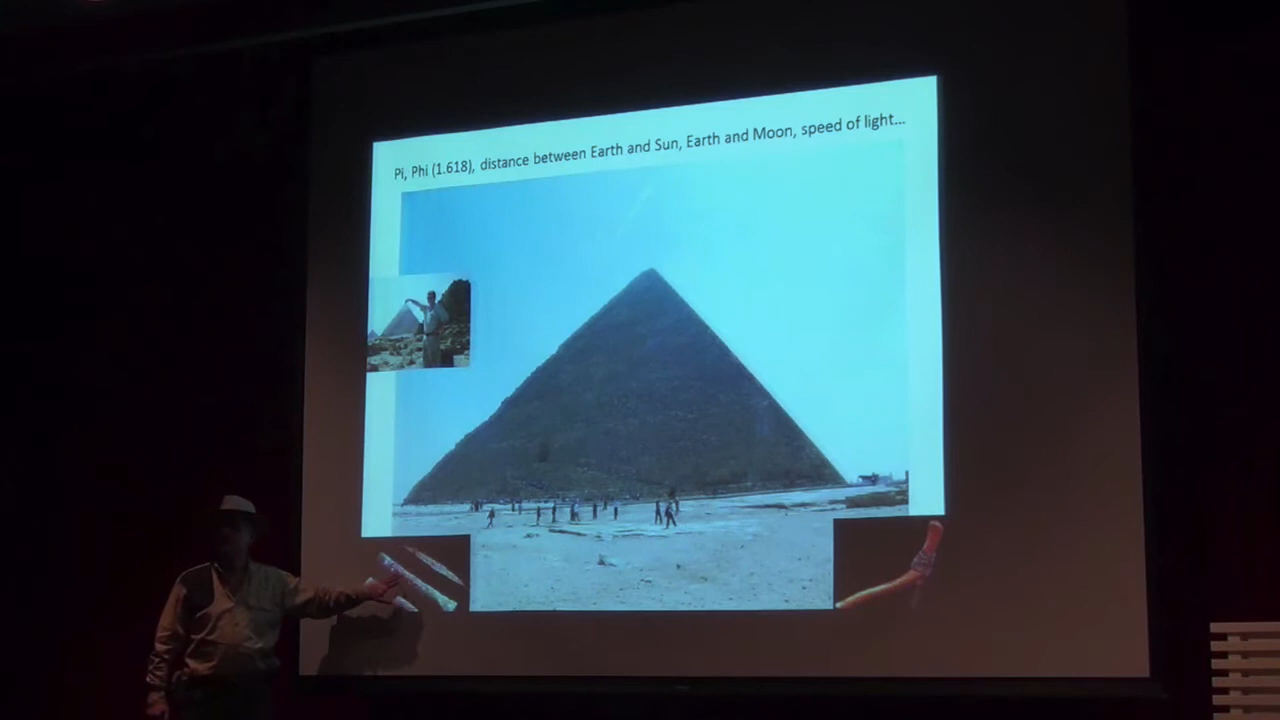 Pi, Phi (1.618), distance between Earth and Sun, Earth and Moon, speed of light...